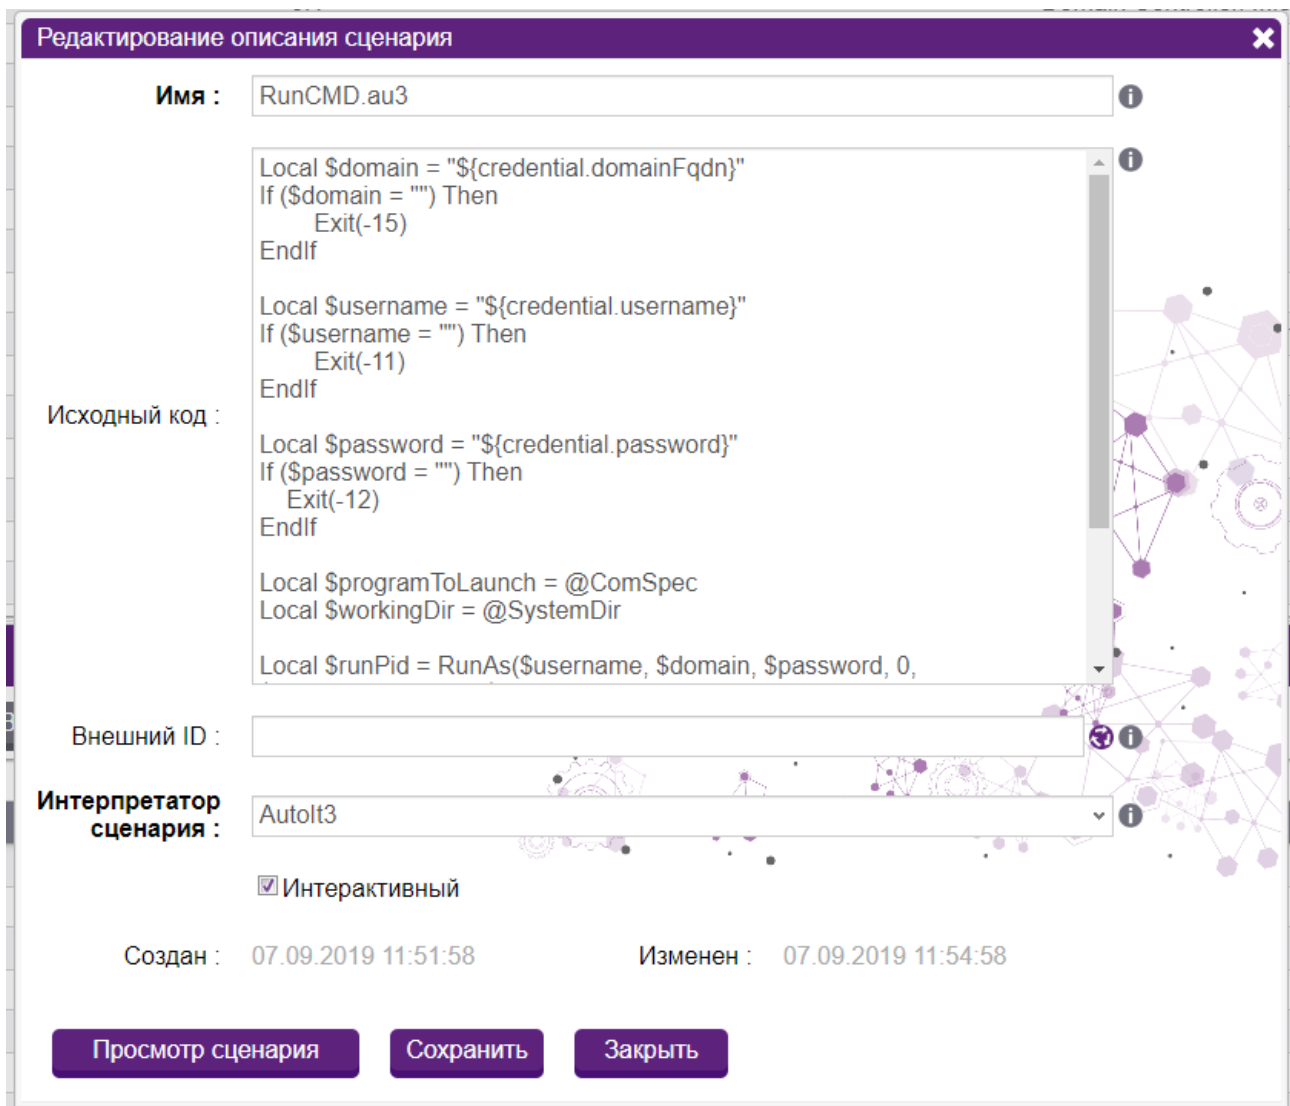 Редактирование описания сценария
Имя :
RunCMD.au3
Исходный код :
Local $domain = "${credential.domainFqdn}"
If ($domain = "") Then
Exit(-15)
EndIf
Local $username = "${credential.username}"
If ($username = "") Then
Exit(-11)
EndIf
Local $password = "${credential.password}"
If ($password = "") Then
Exit(-12)
EndIf
Local $programToLaunch = @ComSpec
Local $workingDir = @SystemDir
Local $runPid = RunAs($username, $domain, $password, 0,
Внешний ID :
Интерпретатор
сценария :
AutoIt3
Интерактивный
Создан :
07.09.2019 11:51:58
Изменен :
07.09.2019 11:54:58
Просмотр сценария
Сохранить
Закрыть